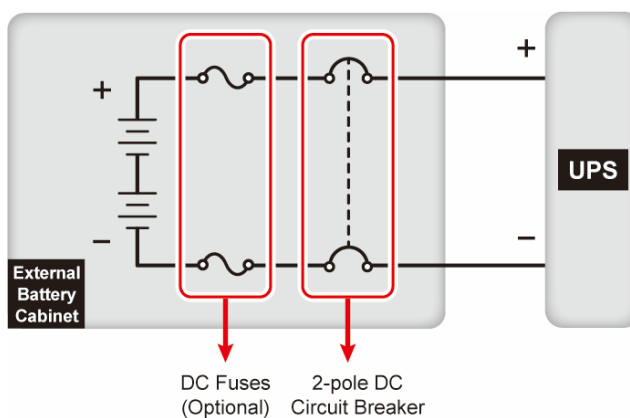 +
+
UPS
−
−
External
Battery
Cabinet
DC Fuses
(Optional)
2-pole DC
Circuit Breaker